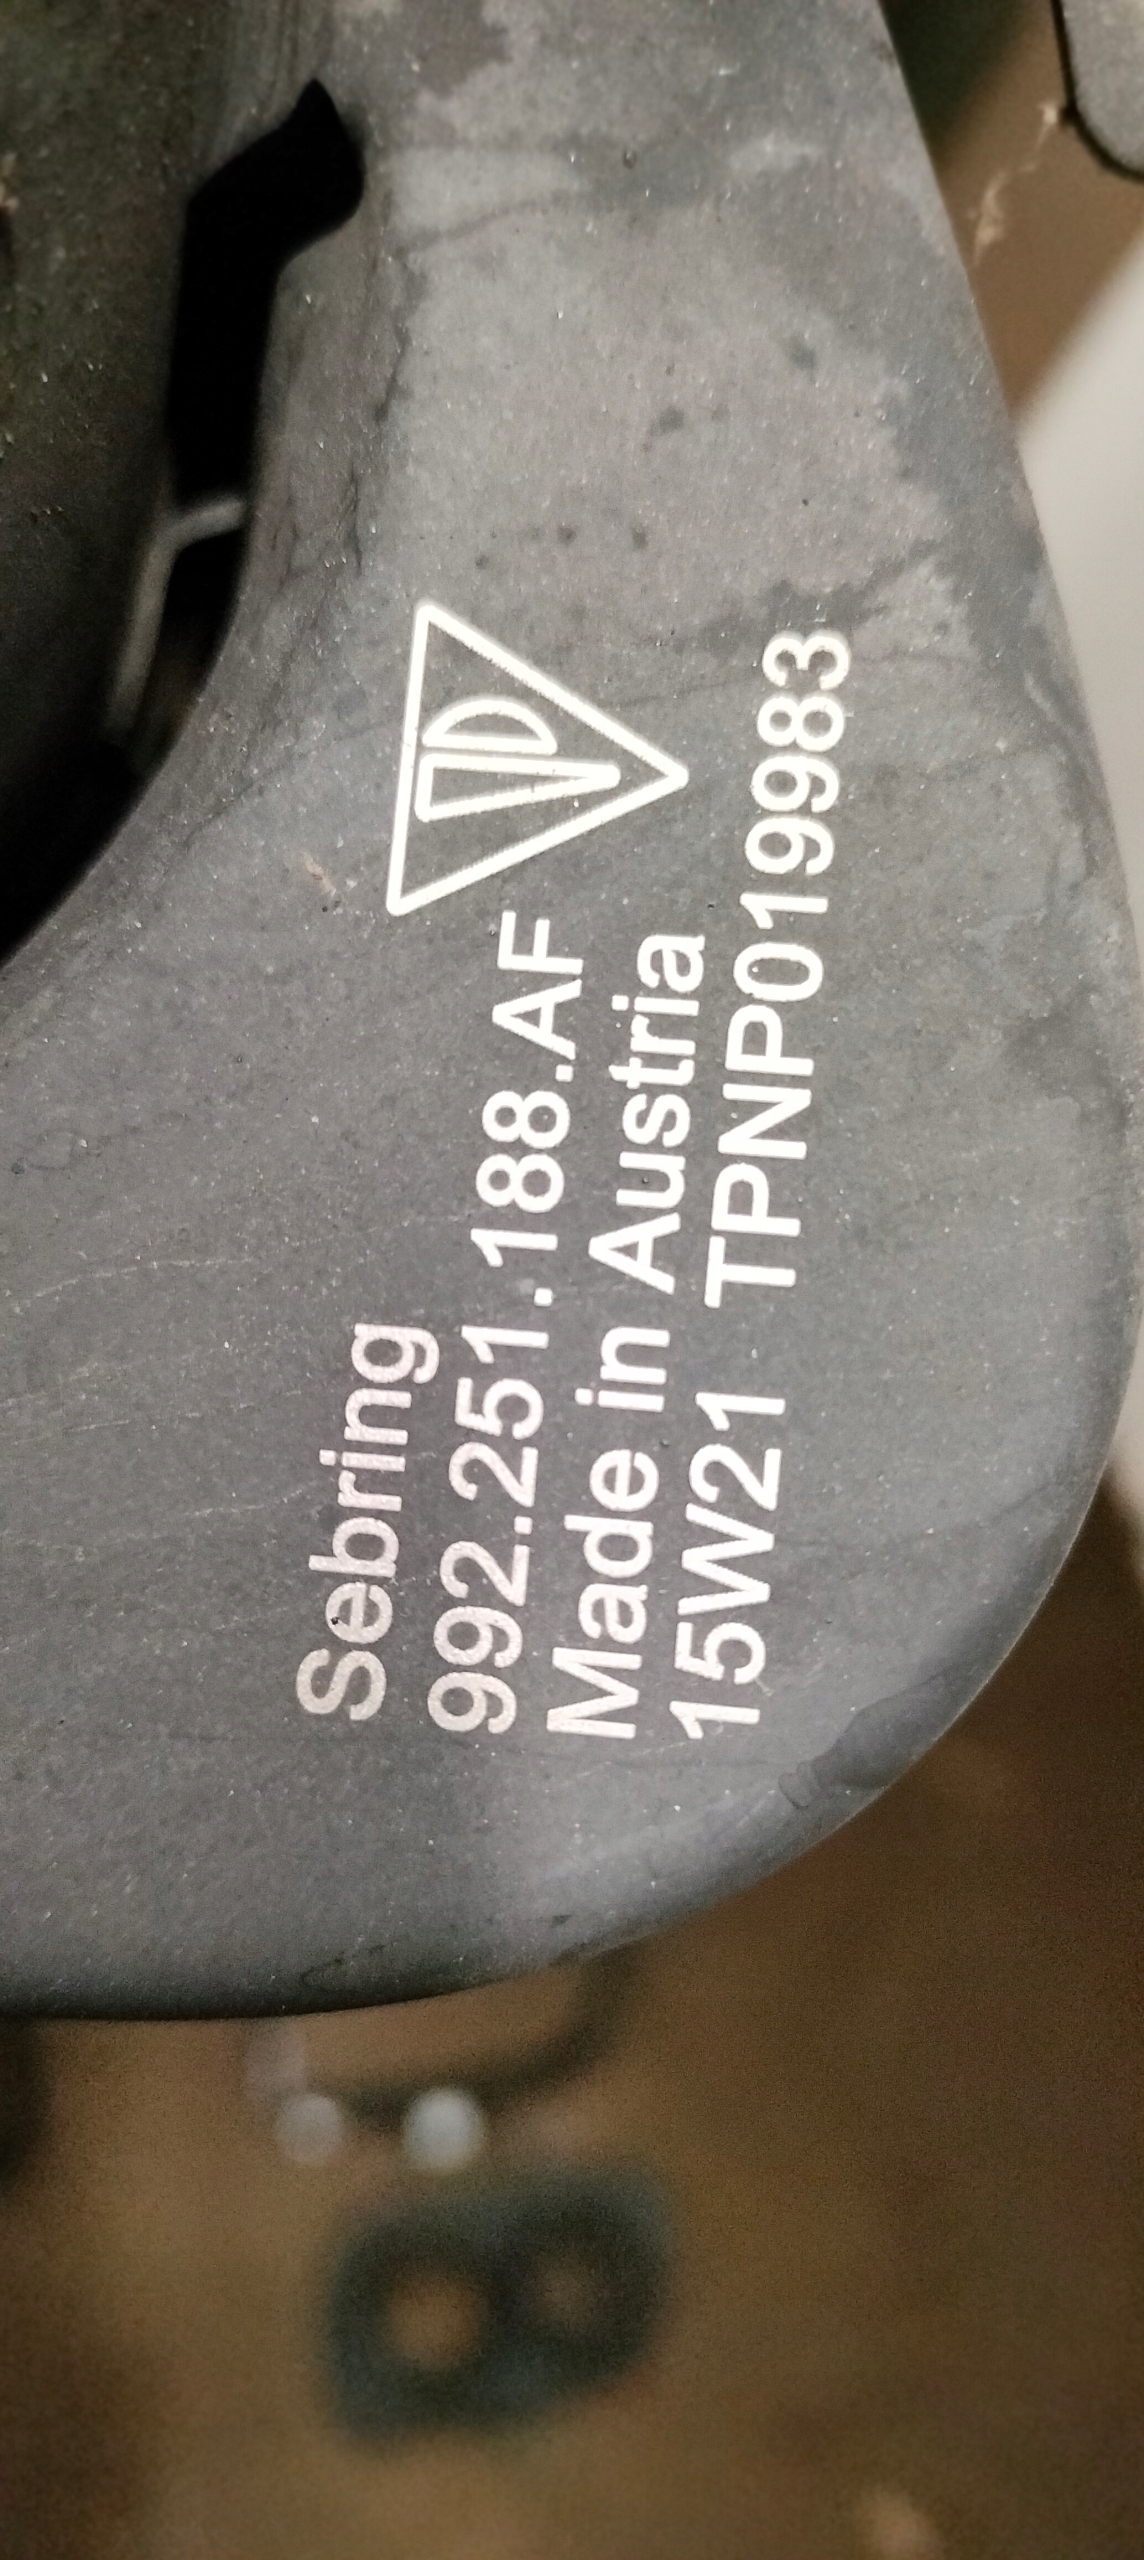 Sebring
992.251.188.AF
Made in Austria
15W21 TPNP019983